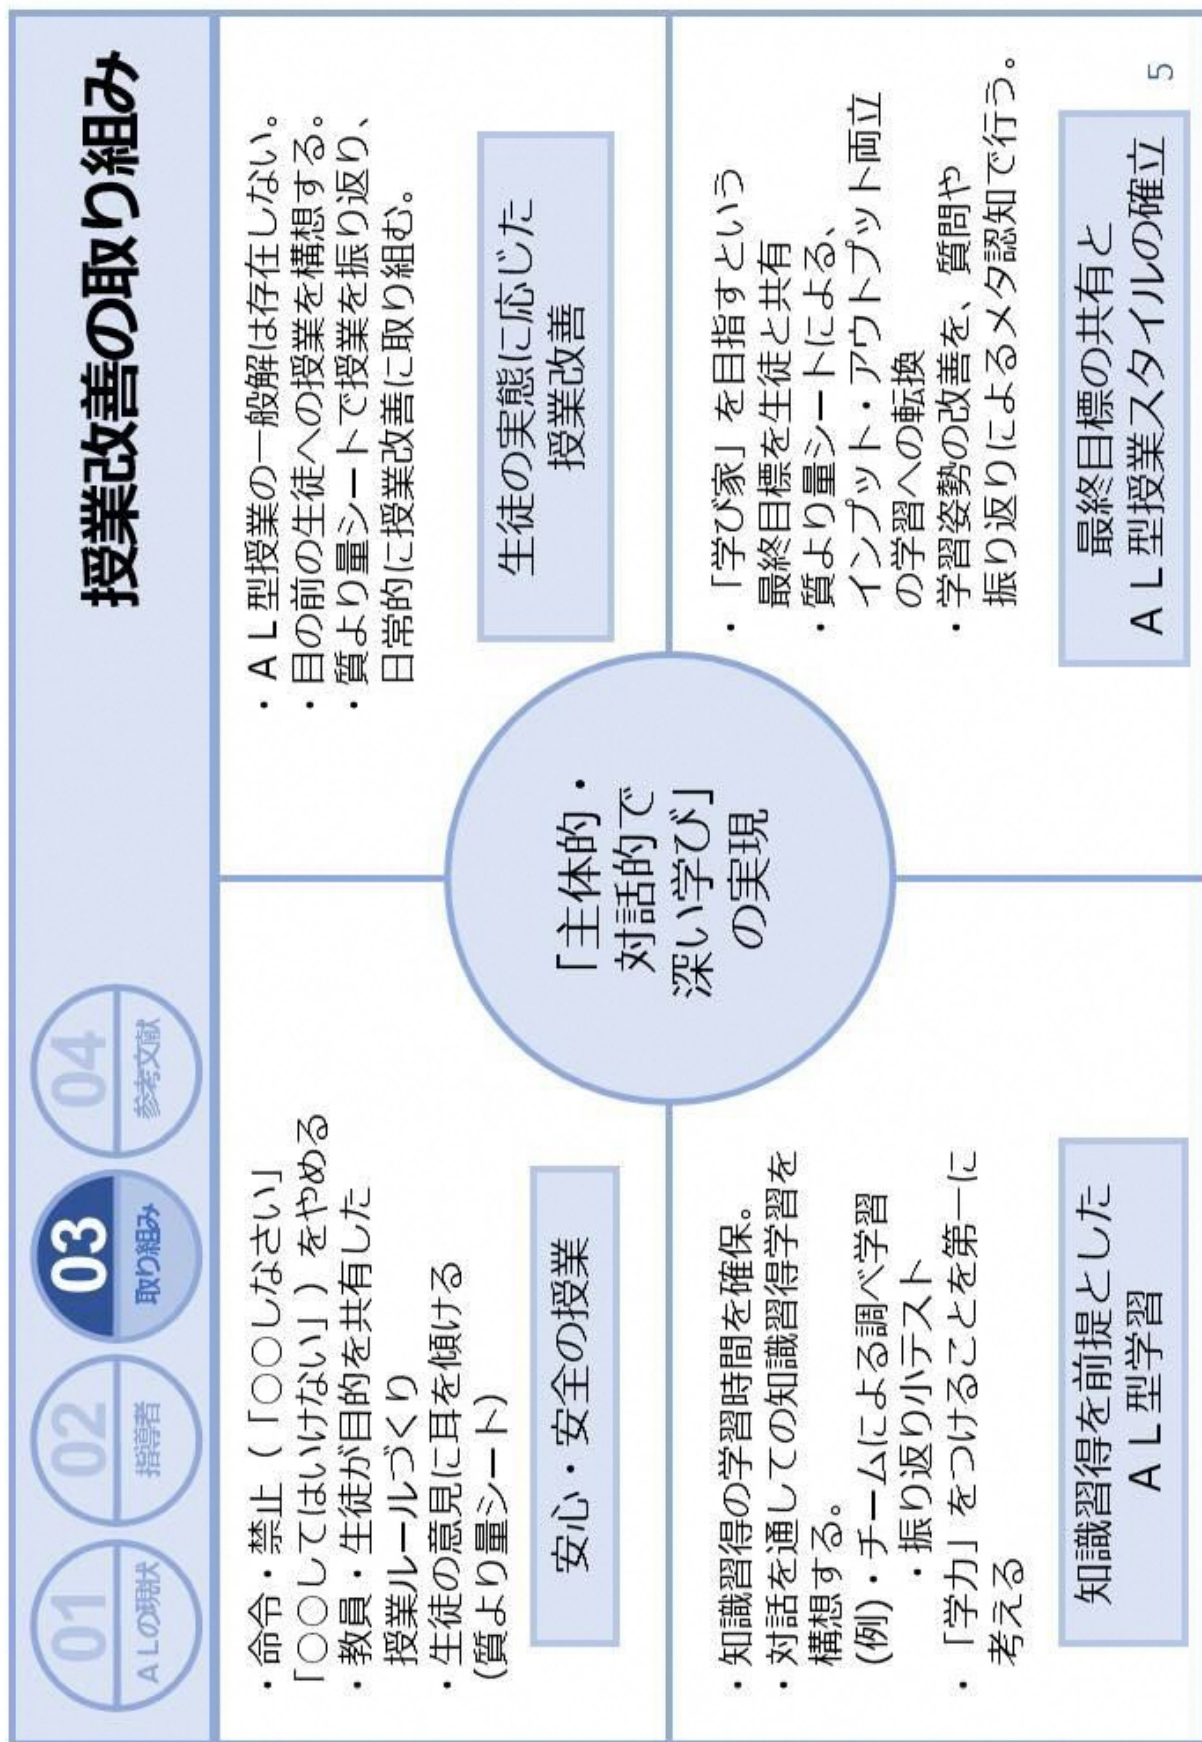 01
ALの現状
02
指導者
03
取り組み
04
参考文献
授業改善の取り組み
・命令・禁止（「○○しなさい」
「○○してはいけない」）をやめる
・教員・生徒が目的を共有した
授業ルールづくり
・生徒の意見に耳を傾ける
(質より量シート)
安心・安全の授業
・ＡＬ型授業の一般解は存在しない。
・目の前の生徒への授業を構想する。
・質より量シートで授業を振り返り、
日常的に授業改善に取り組む。
生徒の実態に応じた
授業改善
「主体的・
対話的で
深い学び」
の実現
・知識習得の学習時間を確保。
・対話を通しての知識習得学習を
構想する。
(例)・チームによる調べ学習
・振り返り小テスト
・「学力」をつけることを第一に
考える
知識習得を前提とした
ＡＬ型学習
・「学び家」を目指すという
最終目標を生徒と共有
・質より量シートによる、
インプット・アウトプット両立
の学習への転換
・学習姿勢の改善を、質問や
振り返りによるメタ認知で行う。
最終目標の共有と
ＡＬ型授業スタイルの確立
5